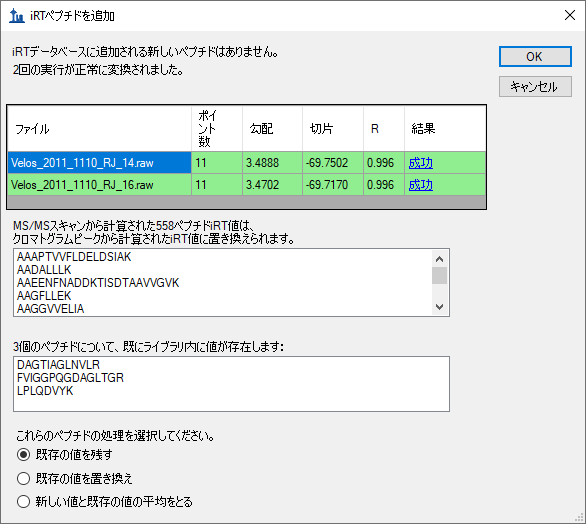 iRTペプチドを追加
iRTデータベースに追加される新しいペプチドはありません。
2回の実行が正常に変換されました。
OK
キャンセル
ファイル ポイント数 勾配 切片 R 結果
Velos_2011_1110_RJ_14.raw 11 3.4888 -69.7502 0.996 成功
Velos_2011_1110_RJ_16.raw 11 3.4702 -69.7170 0.996 成功
MS/MSスキャンから計算された558ペプチドiRT値は、
クロマトグラムピークから計算されたiRT値に置き換えられます。
AAAPTVVFLDELDSIAK
AADALLLK
AAEENFNADDKTISDTAAVVGVK
AAGFLLEK
AAGGVVELIA
3個のペプチドについて、既にライブラリ内に値が存在します:
DAGTIAGLNVLR
FVIGGPQGDAGLTGR
LPLQDVYK
これらのペプチドの処理を選択してください。
既存の値を残す
既存の値を置き換え
新しい値と既存の値の平均をとる